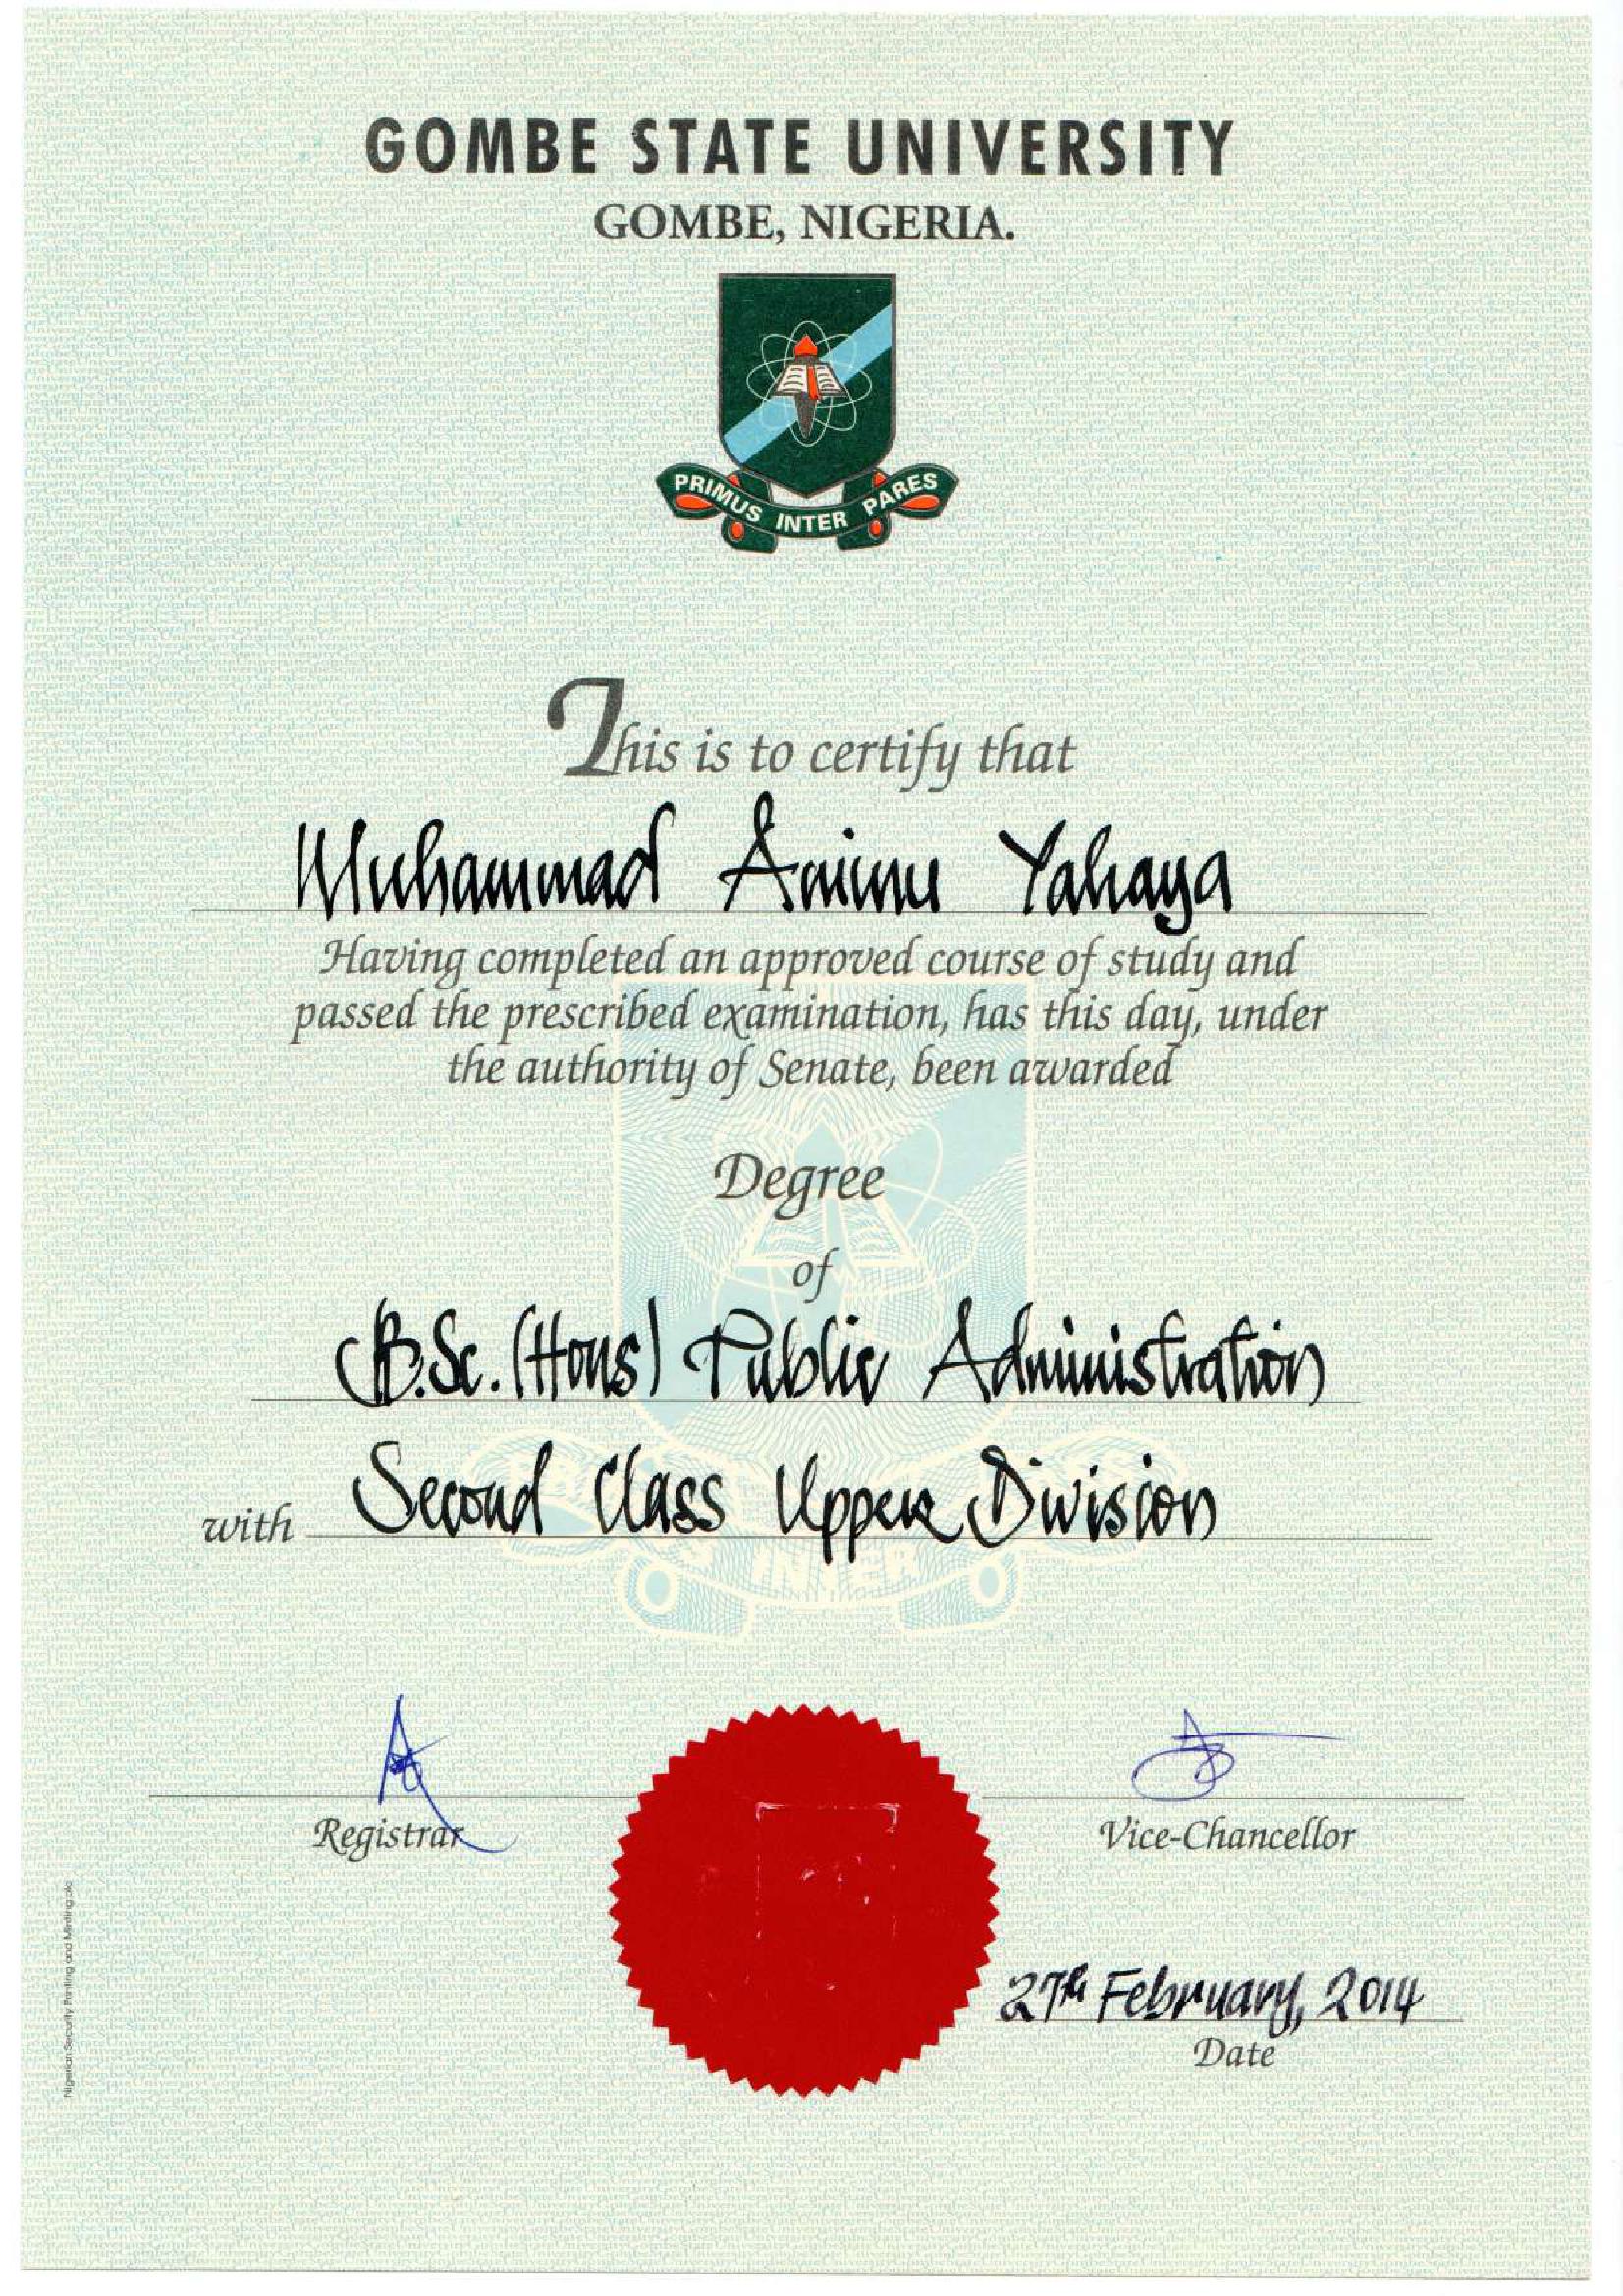 GOMBE STATE UNIVERSITY
GOMBE, NIGERIA.
PRIMUS INTER PARES
This is to certify that
Muhammad Aminu Yahaya
Having completed an approved course of study and
passed the prescribed examination, has this day, under
the authority of Senate, been awarded
Degree
of
B.Sc. (Hons) Public Administration
with Second Class Upper Division
INTER
Registrar
Vice-Chancellor
27th February, 2014
Date
Nigerian Security Printing and Minting plc